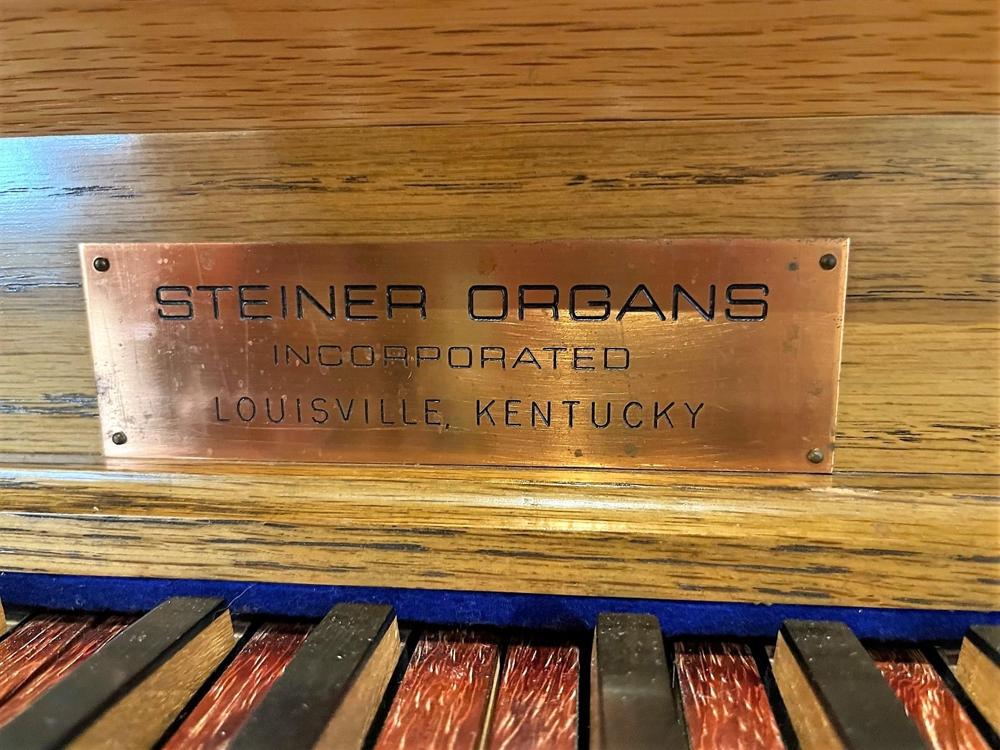 STEINER ORGANS
INCORPORATED
LOUISVILLE, KENTUCKY